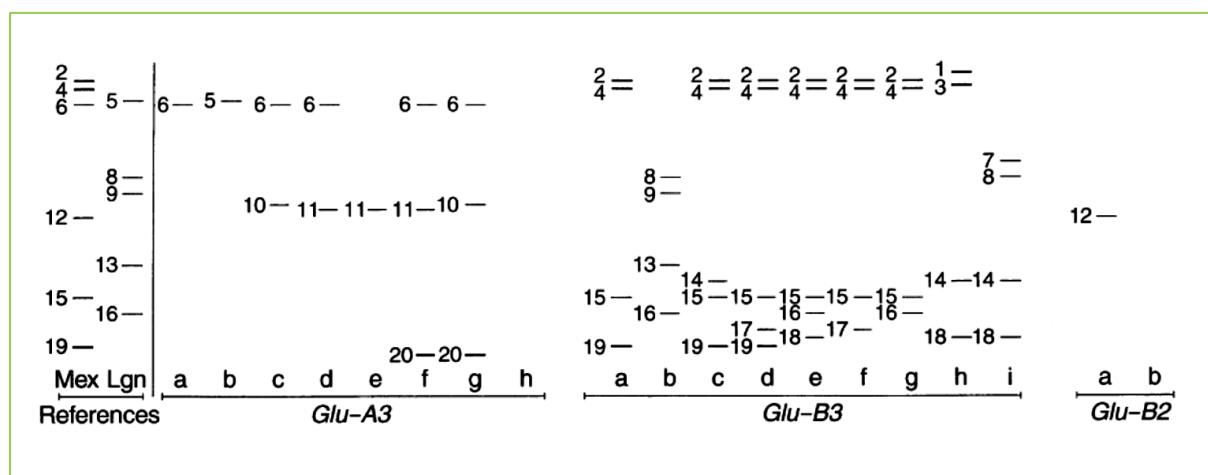 2 1
2 2 2 2 2 2
4 4 4 4 4 4 4 3
6 5 6 5 6 6 6 6
7
8 8 8
9 9
10 11 11 11 10
12 12
13 13
14 14 14
15 15 15 15 15 15 15
16 16 16 16
17 17
18 18 18
19 19 19 19
20 20
Mex Lgn a b c d e f g h a b c d e f g h i a b
References Glu-A3 Glu-B3 Glu-B2